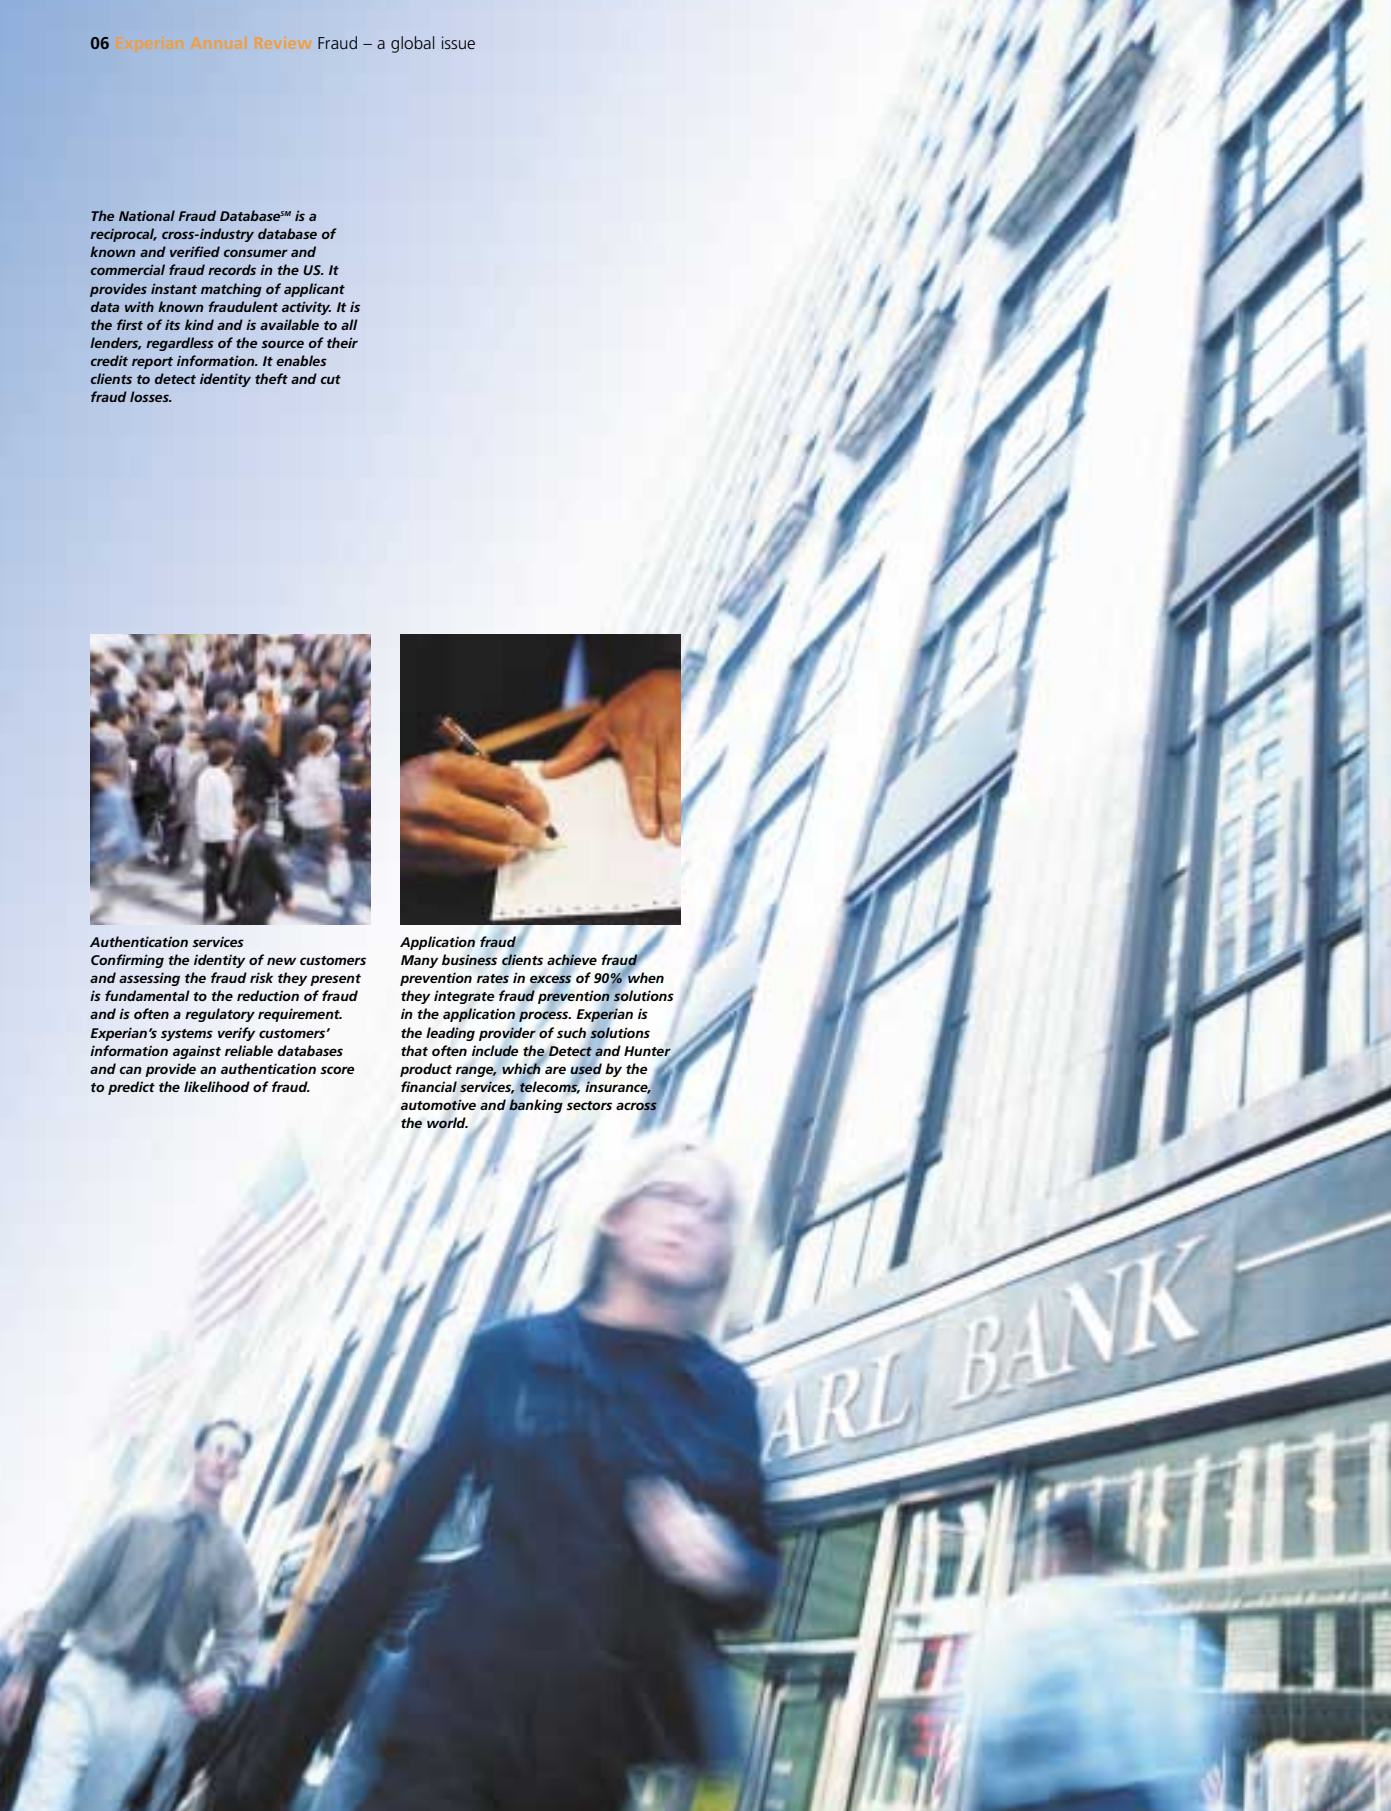 06 Experian Annual Review Fraud – a global issue
The National Fraud Database℠ is a
reciprocal, cross-industry database of
known and verified consumer and
commercial fraud records in the US. It
provides instant matching of applicant
data with known fraudulent activity. It is
the first of its kind and is available to all
lenders, regardless of the source of their
credit report information. It enables
clients to detect identity theft and cut
fraud losses.
Authentication services
Confirming the identity of new customers
and assessing the fraud risk they present
is fundamental to the reduction of fraud
and is often a regulatory requirement.
Experian’s systems verify customers’
information against reliable databases
and can provide an authentication score
to predict the likelihood of fraud.
Application fraud
Many business clients achieve fraud
prevention rates in excess of 90% when
they integrate fraud prevention solutions
in the application process. Experian is
the leading provider of such solutions
that often include the Detect and Hunter
product range, which are used by the
financial services, telecoms, insurance,
automotive and banking sectors across
the world.
ARL BANK